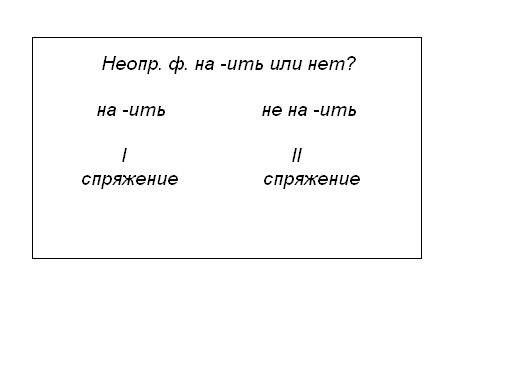 Неопр. ф. на -ить или нет?
на -ить не на -ить
I II
спряжение спряжение